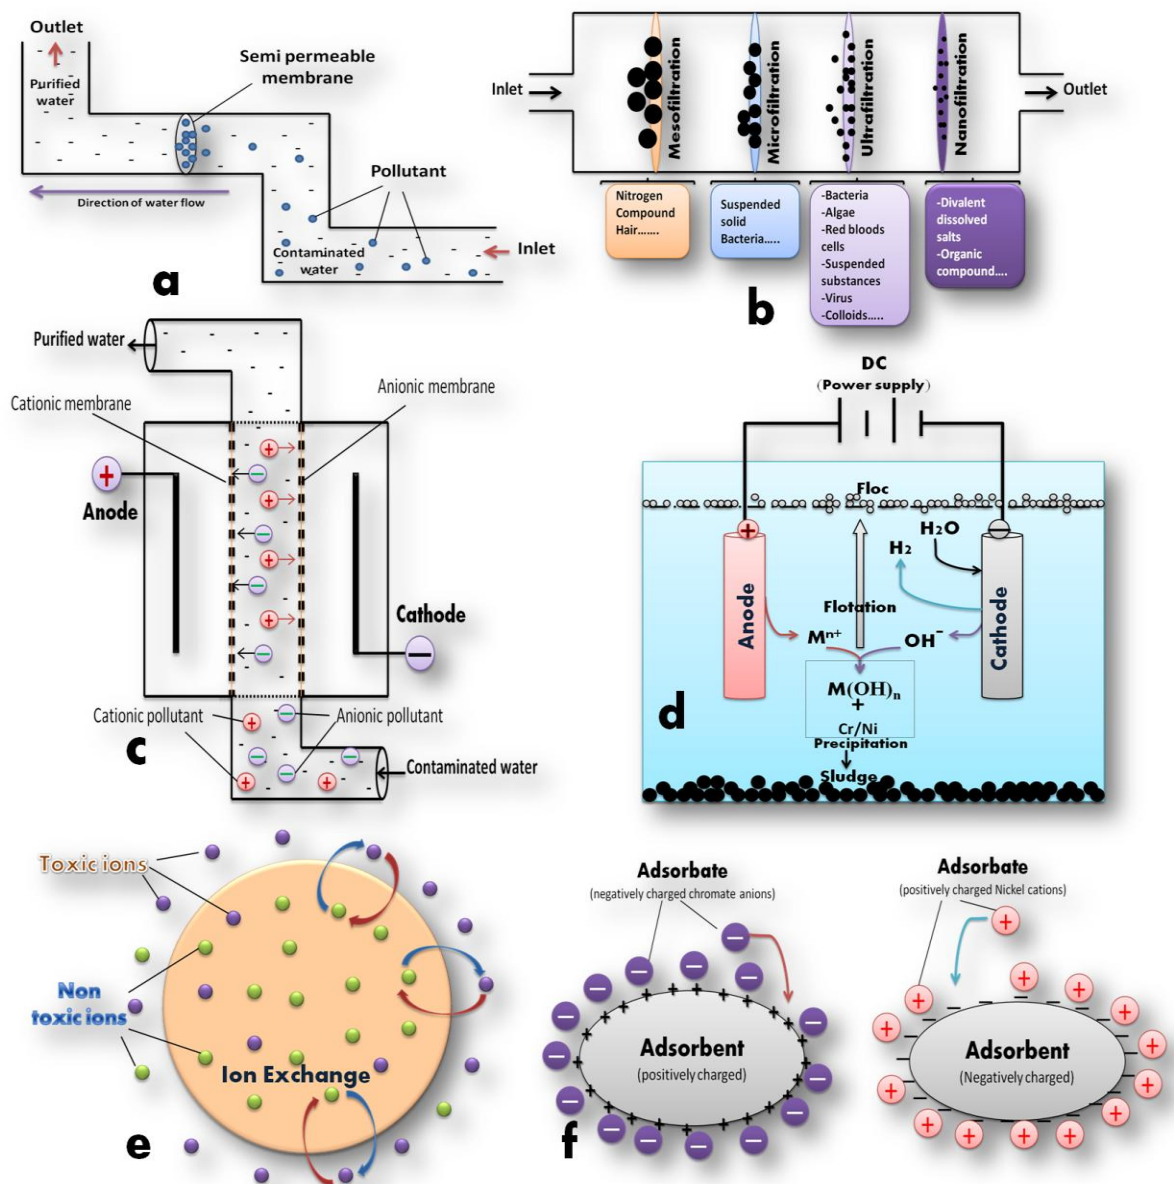 Outlet
Purified
water
Semi permeable
membrane
Pollutant
Direction of water flow
Contaminated
water
Inlet
a
Inlet
Mesofiltration
Microfiltration
Ultrafiltration
Nanofiltration
Outlet
Nitrogen
Compound
Hair.......
Suspended
solid
Bacteria.....
-Bacteria
-Algae
-Red bloods
cells
-Suspended
substances
-Virus
-Colloids.....
-Divalent
dissolved
salts
-Organic
compound....
b
Purified water
Cationic membrane
Anionic membrane
+
Anode
Cathode
−
Cationic pollutant
Anionic pollutant
Contaminated water
c
DC
(Power supply)
Floc
+
−
H2O
H2
Anode
Cathode
Flotation
Mⁿ⁺
OH⁻
M(OH)ₙ
+
Cr/Ni
Precipitation
Sludge
d
Toxic ions
Non
toxic ions
Ion Exchange
e
Adsorbate
(negatively charged chromate anions)
Adsorbent
(positively charged)
Adsorbate
(positively charged Nickel cations)
Adsorbent
(Negatively charged)
f